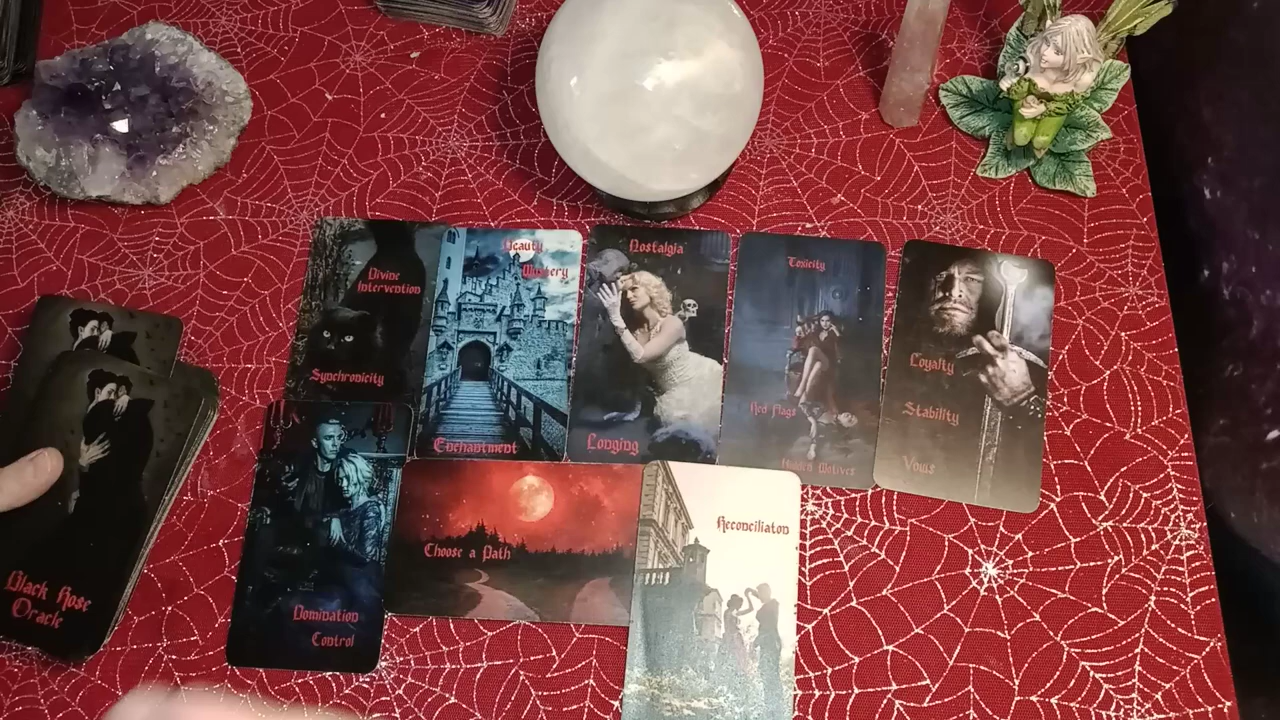 Divine
Intervention
Synchronicity
Beauty
Mystery
Enchantment
Nostalgia
Longing
Toxicity
Red Flags
Hidden Motives
Loyalty
Stability
Vows
Domination
Control
Choose a Path
Reconciliaton
Black Rose
Oracle